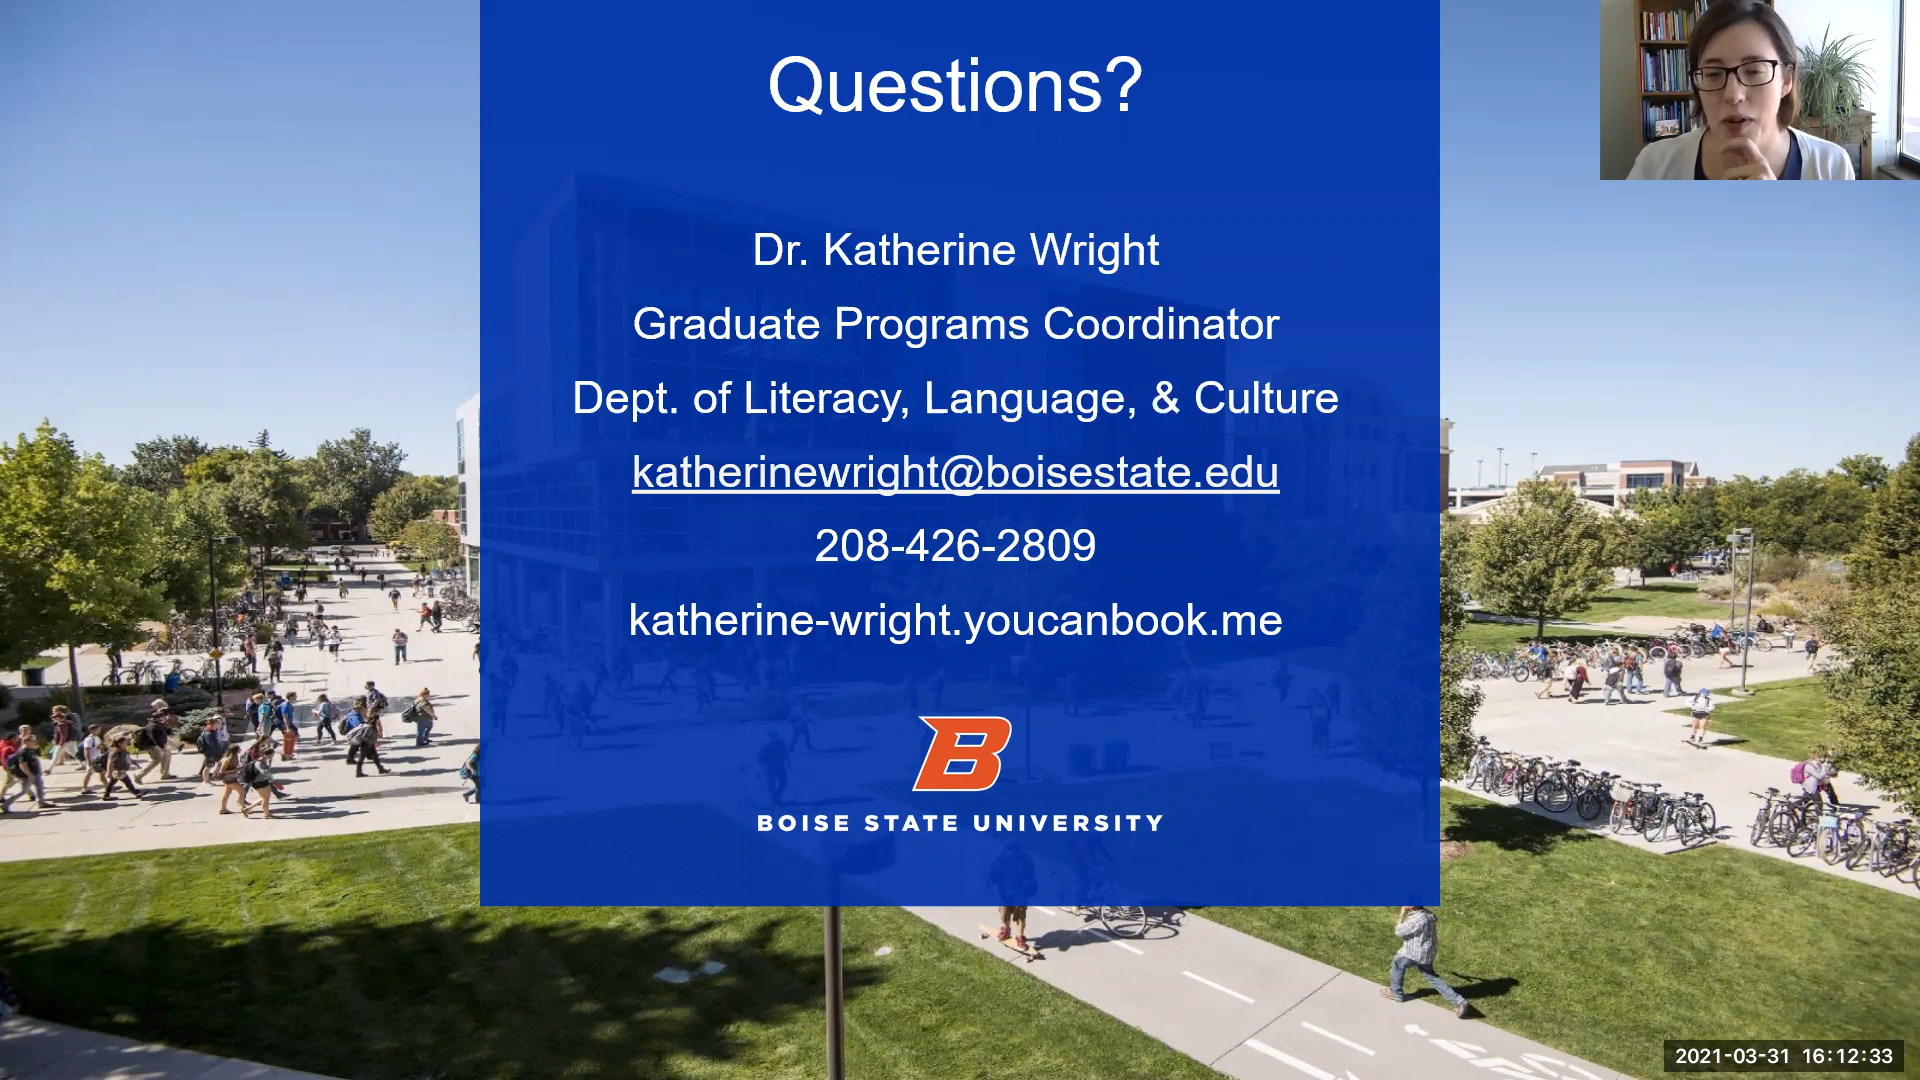 Questions?
Dr. Katherine Wright
Graduate Programs Coordinator
Dept. of Literacy, Language, & Culture
katherinewright@boisestate.edu
208-426-2809
katherine-wright.youcanbook.me
B
BOISE STATE UNIVERSITY
2021-03-31 16:12:33